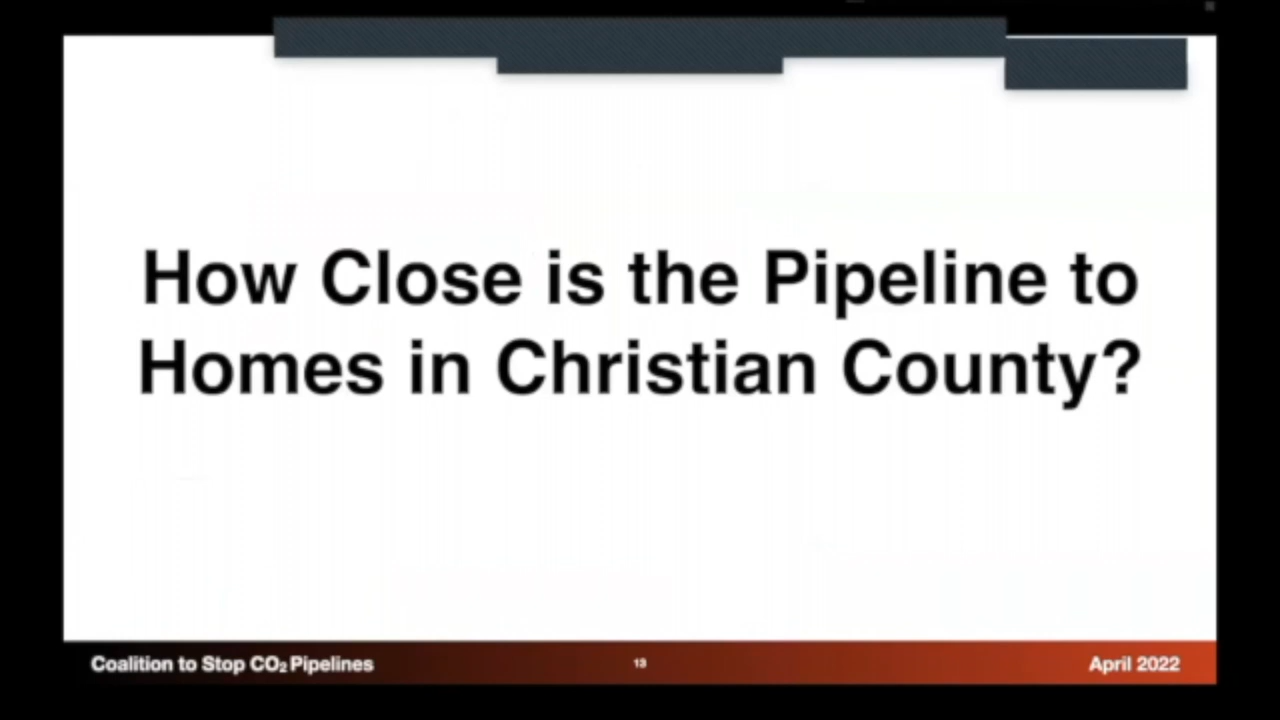 How Close is the Pipeline to
Homes in Christian County?
Coalition to Stop CO₂ Pipelines
13
April 2022